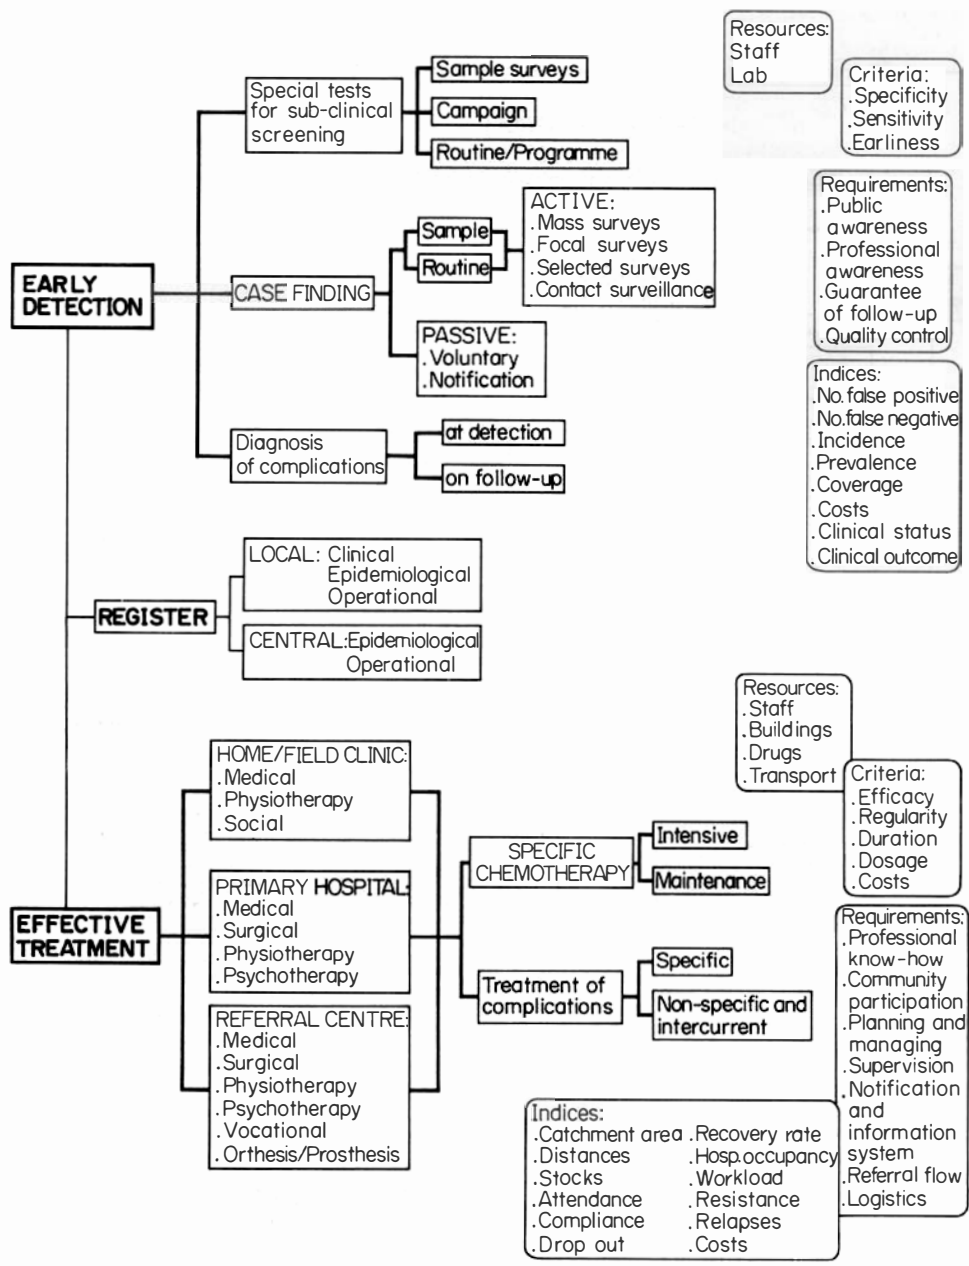 Resources:
Staff
Lab
Criteria:
.Specificity
.Sensitivity
.Earliness
Requirements:
.Public
awareness
.Professional
awareness
.Guarantee
of follow-up
.Quality control
Indices:
.No. false positive
.No. false negative
.Incidence
.Prevalence
.Coverage
.Costs
.Clinical status
.Clinical outcome
EARLY
DETECTION
Special tests
for sub-clinical
screening
Sample surveys
Campaign
Routine/Programme
CASE FINDING
Sample
Routine
ACTIVE:
.Mass surveys
.Focal surveys
.Selected surveys
.Contact surveillance
PASSIVE:
.Voluntary
.Notification
Diagnosis
of complications
at detection
on follow-up
REGISTER
LOCAL: Clinical
Epidemiological
Operational
CENTRAL:Epidemiological
Operational
EFFECTIVE
TREATMENT
HOME/FIELD CLINIC:
.Medical
.Physiotherapy
.Social
PRIMARY HOSPITAL:
.Medical
.Surgical
.Physiotherapy
.Psychotherapy
REFERRAL CENTRE:
.Medical
.Surgical
.Physiotherapy
.Psychotherapy
.Vocational
.Orthesis/Prosthesis
SPECIFIC
CHEMOTHERAPY
Intensive
Maintenance
Treatment of
complications
Specific
Non-specific and
intercurrent
Resources:
.Staff
.Buildings
.Drugs
.Transport
Criteria:
.Efficacy
.Regularity
.Duration
.Dosage
.Costs
Requirements:
.Professional
know-how
.Community
participation
.Planning and
managing
.Supervision
.Notification
and
information
system
.Referral flow
.Logistics
Indices:
.Catchment area .Recovery rate
.Distances .Hosp.occupancy
.Stocks .Workload
.Attendance .Resistance
.Compliance .Relapses
.Drop out .Costs